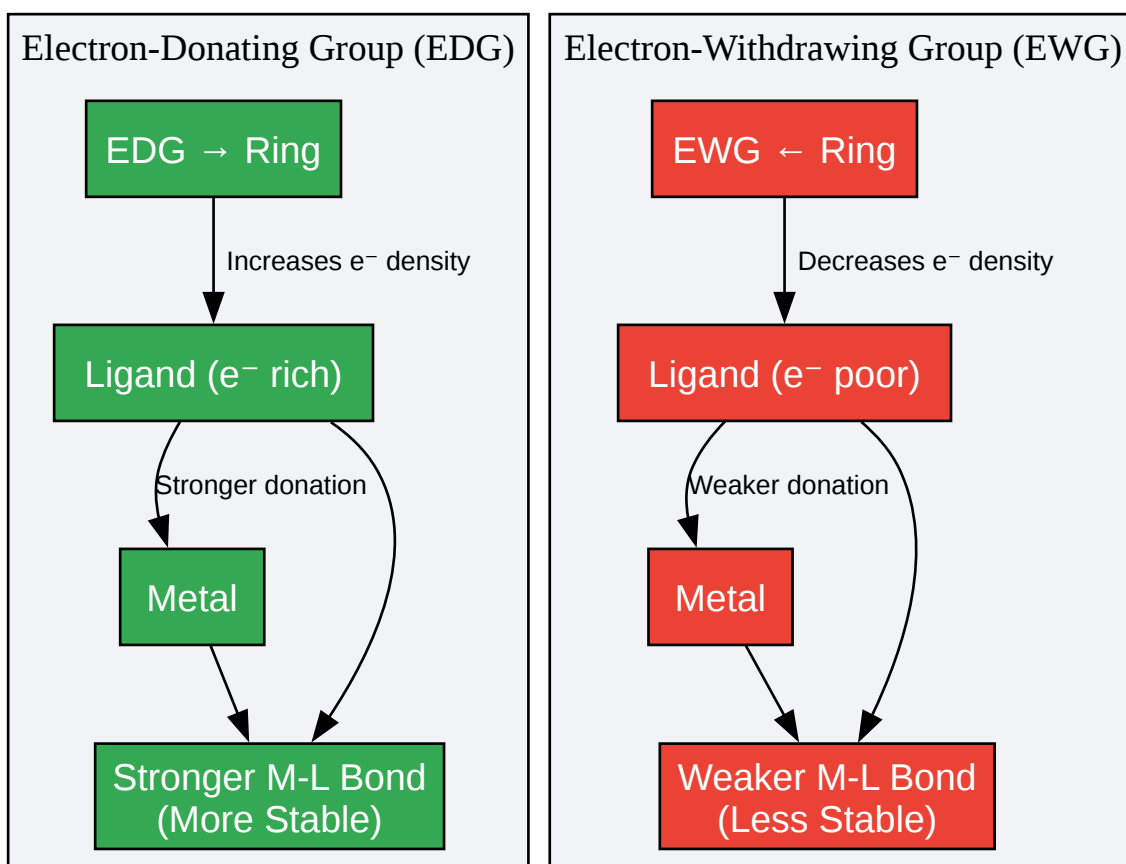 Electron-Donating Group (EDG)
EDG → Ring
Increases e⁻ density
Ligand (e⁻ rich)
Stronger donation
Metal
Stronger M-L Bond
(More Stable)
Electron-Withdrawing Group (EWG)
EWG ← Ring
Decreases e⁻ density
Ligand (e⁻ poor)
Weaker donation
Metal
Weaker M-L Bond
(Less Stable)